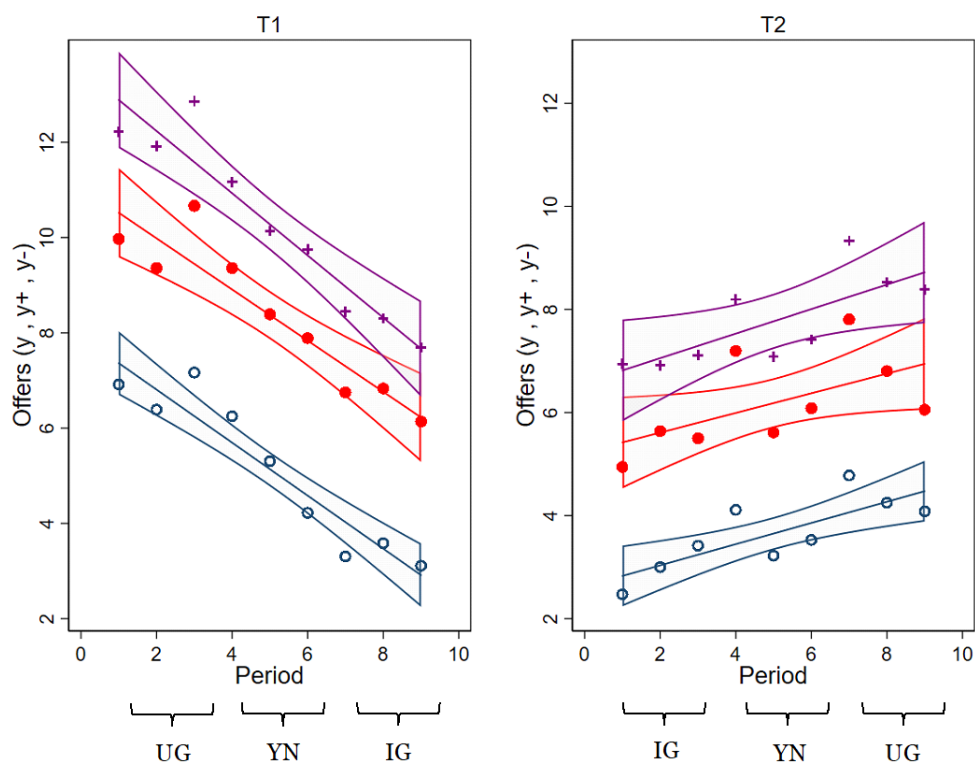 T1
Offers (y , y+ , y-)
12
10
8
6
4
2
0 2 4 6 8 10
Period
UG YN IG
T2
Offers (y , y+ , y-)
12
10
8
6
4
2
0 2 4 6 8 10
Period
IG YN UG